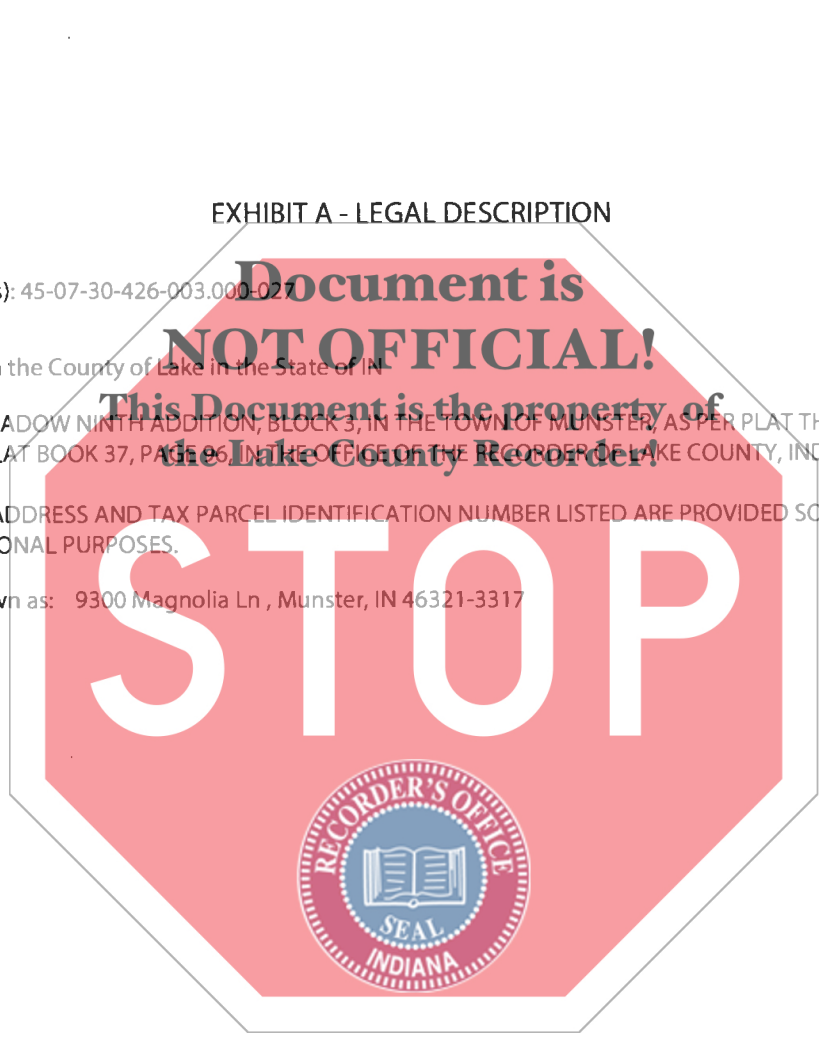 EXHIBIT A - LEGAL DESCRIPTION
Document is
s): 45-07-30-426-003.000-027
NOT OFFICIAL!
the County of Lake in the State of IN
This Document is the property of
ADOW NINTH ADDITION, BLOCK 3, IN THE TOWN OF MUNSTER, AS PER PLAT TH
AT BOOK 37, PAGE 96, IN THE OFFICE OF THE RECORDER OF LAKE COUNTY, IND
the Lake County Recorder!
ADDRESS AND TAX PARCEL IDENTIFICATION NUMBER LISTED ARE PROVIDED SO
ONAL PURPOSES.
STOP
vn as: 9300 Magnolia Ln , Munster, IN 46321-3317
RECORDER'S OFFICE
SEAL
INDIANA